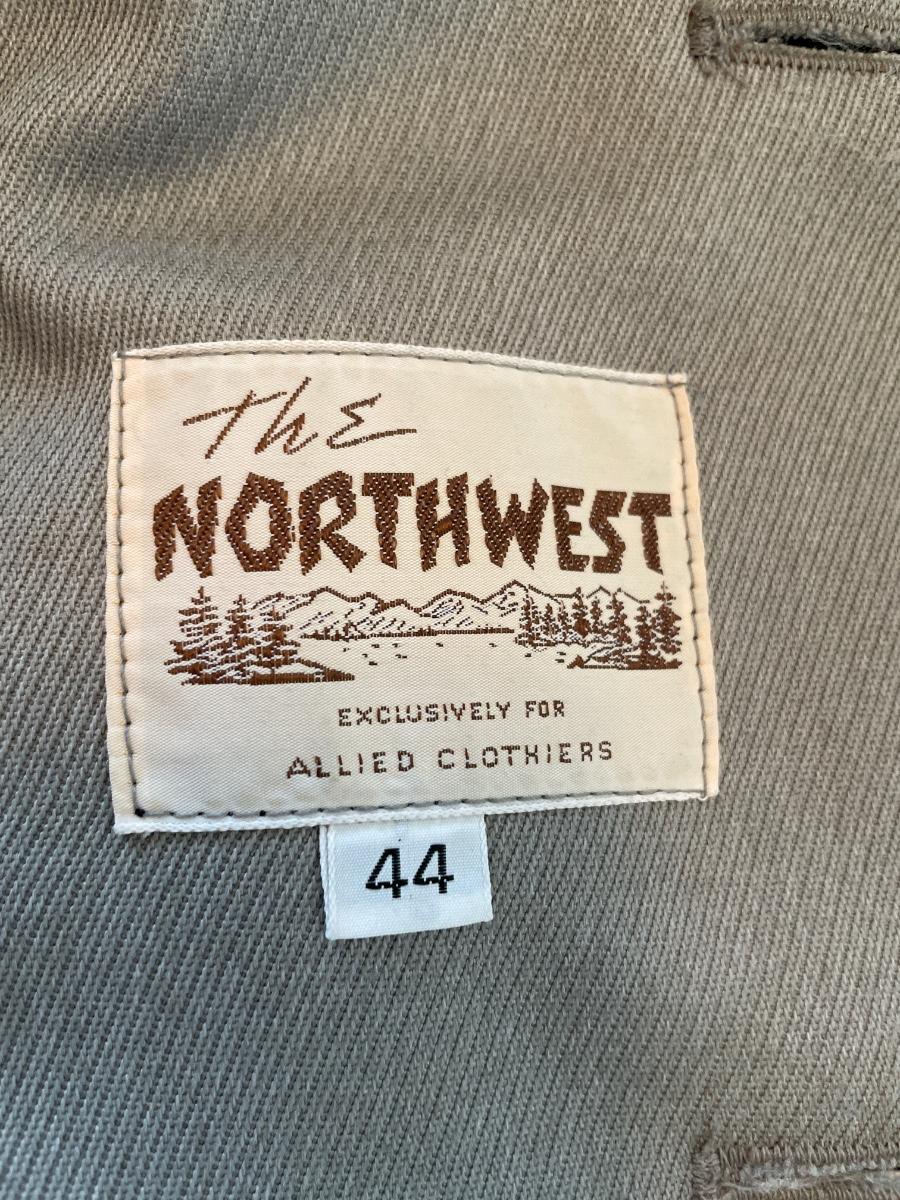 The
NORTHWEST
EXCLUSIVELY FOR
ALLIED CLOTHIERS
44